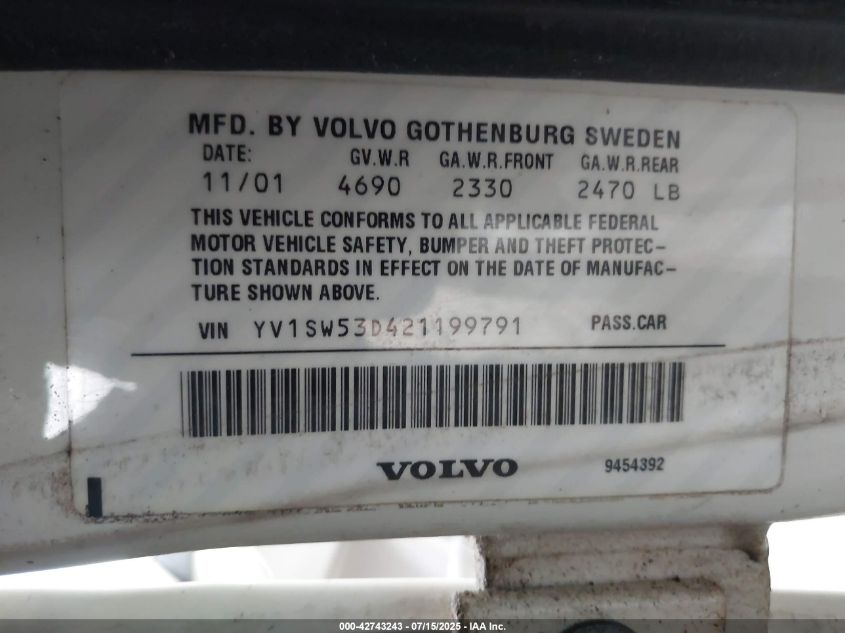 MFD. BY VOLVO GOTHENBURG SWEDEN
DATE: GV.W.R GA.W.R.FRONT GA.W.R.REAR
11/01 4690 2330 2470 LB
THIS VEHICLE CONFORMS TO ALL APPLICABLE FEDERAL
MOTOR VEHICLE SAFETY, BUMPER AND THEFT PROTEC-
TION STANDARDS IN EFFECT ON THE DATE OF MANUFAC-
TURE SHOWN ABOVE.
VIN YV1SW53D421199791 PASS.CAR
VOLVO 9454392
000-42743243 - 07/15/2025 - IAA Inc.